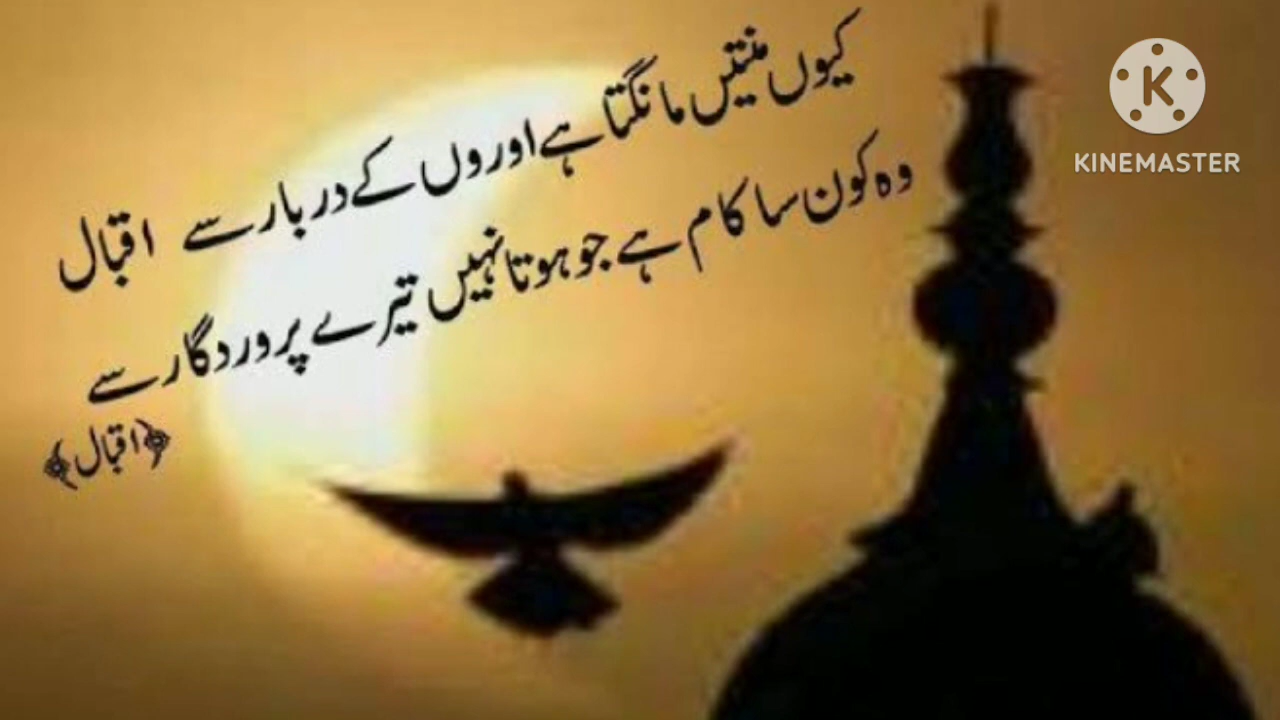 کیوں منتیں مانگتا ہے اوروں کے دربار سے اقبال
وہ کون سا کام ہے جو ہوتا نہیں تیرے پروردگار سے
﴿اقبال﴾
K
KINEMASTER